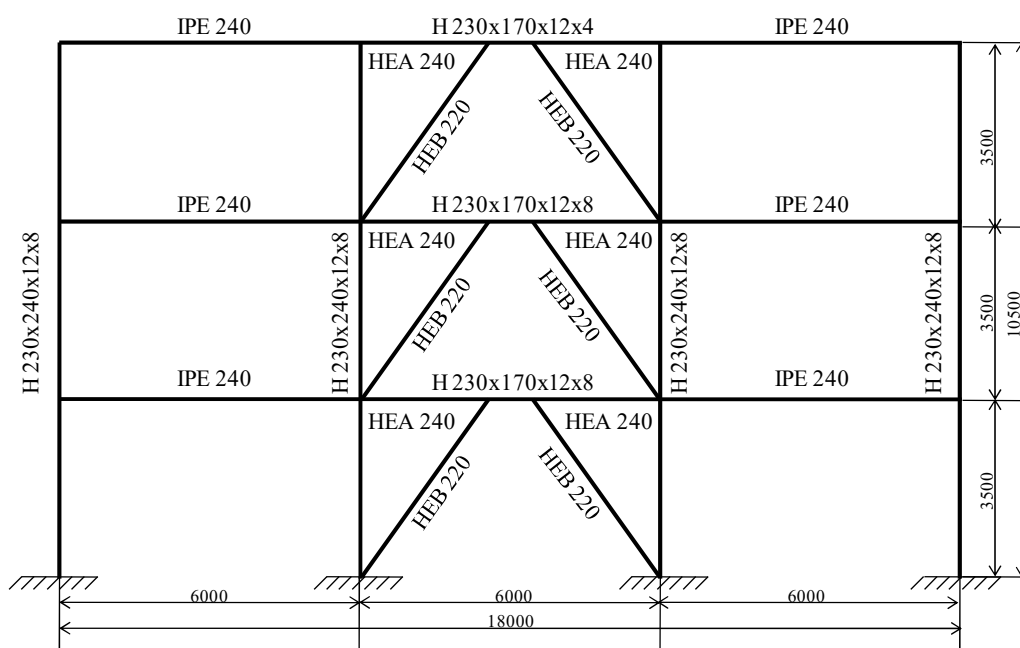 IPE 240
H 230x170x12x4
IPE 240
HEA 240
HEA 240
HEB 220
HEB 220
3500
IPE 240
H 230x170x12x8
IPE 240
HEA 240
HEA 240
H 230x240x12x8
H 230x240x12x8
HEB 220
HEB 220
H 230x240x12x8
H 230x240x12x8
3500
10500
IPE 240
H 230x170x12x8
IPE 240
HEA 240
HEA 240
HEB 220
HEB 220
3500
6000
6000
6000
18000